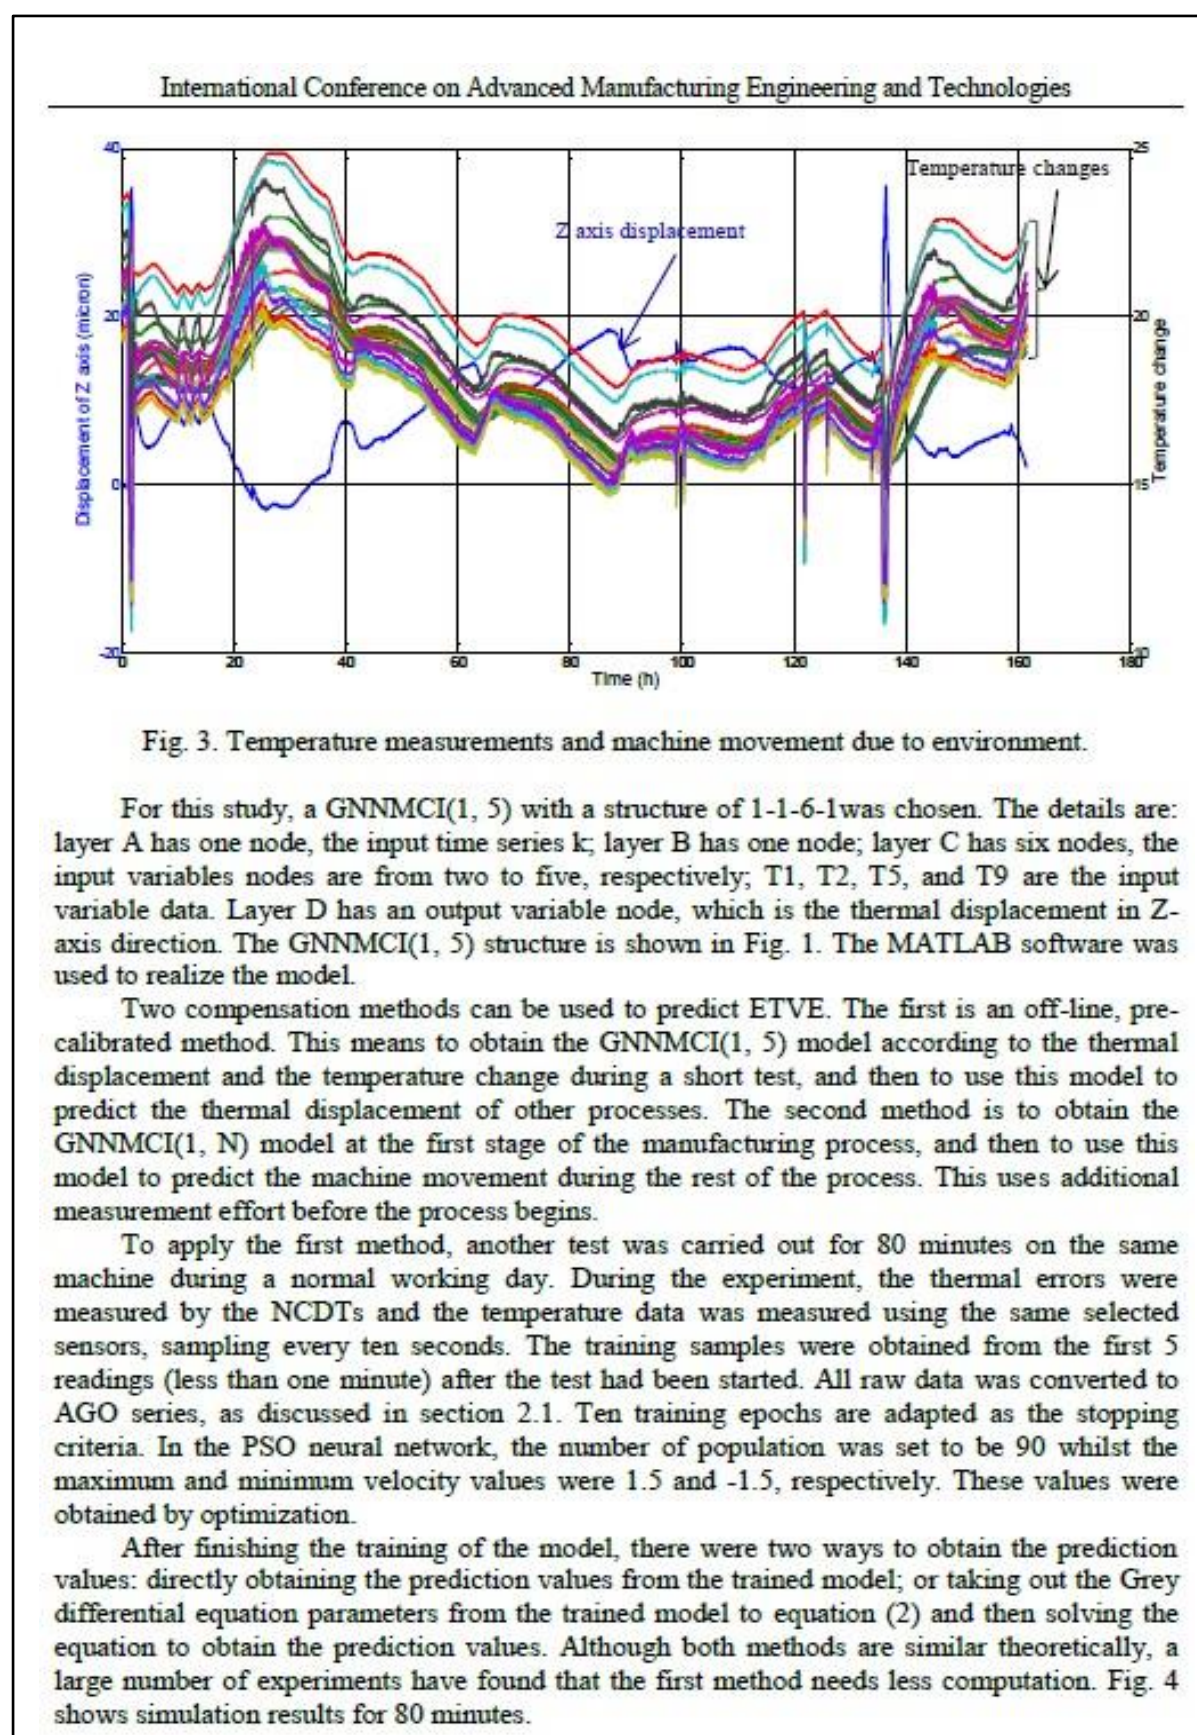 International Conference on Advanced Manufacturing Engineering and Technologies
40
20
0
-20
Displacement of Z axis (micron)
Z axis displacement
Temperature changes
25
20
15
10
Temperature change
0 20 40 60 80 100 120 140 160 180
Time (h)
Fig. 3. Temperature measurements and machine movement due to environment.
For this study, a GNNMCI(1, 5) with a structure of 1-1-6-1was chosen. The details are:
layer A has one node, the input time series k; layer B has one node; layer C has six nodes, the
input variables nodes are from two to five, respectively; T1, T2, T5, and T9 are the input
variable data. Layer D has an output variable node, which is the thermal displacement in Z-
axis direction. The GNNMCI(1, 5) structure is shown in Fig. 1. The MATLAB software was
used to realize the model.
Two compensation methods can be used to predict ETVE. The first is an off-line, pre-
calibrated method. This means to obtain the GNNMCI(1, 5) model according to the thermal
displacement and the temperature change during a short test, and then to use this model to
predict the thermal displacement of other processes. The second method is to obtain the
GNNMCI(1, N) model at the first stage of the manufacturing process, and then to use this
model to predict the machine movement during the rest of the process. This uses additional
measurement effort before the process begins.
To apply the first method, another test was carried out for 80 minutes on the same
machine during a normal working day. During the experiment, the thermal errors were
measured by the NCDTs and the temperature data was measured using the same selected
sensors, sampling every ten seconds. The training samples were obtained from the first 5
readings (less than one minute) after the test had been started. All raw data was converted to
AGO series, as discussed in section 2.1. Ten training epochs are adapted as the stopping
criteria. In the PSO neural network, the number of population was set to be 90 whilst the
maximum and minimum velocity values were 1.5 and -1.5, respectively. These values were
obtained by optimization.
After finishing the training of the model, there were two ways to obtain the prediction
values: directly obtaining the prediction values from the trained model; or taking out the Grey
differential equation parameters from the trained model to equation (2) and then solving the
equation to obtain the prediction values. Although both methods are similar theoretically, a
large number of experiments have found that the first method needs less computation. Fig. 4
shows simulation results for 80 minutes.